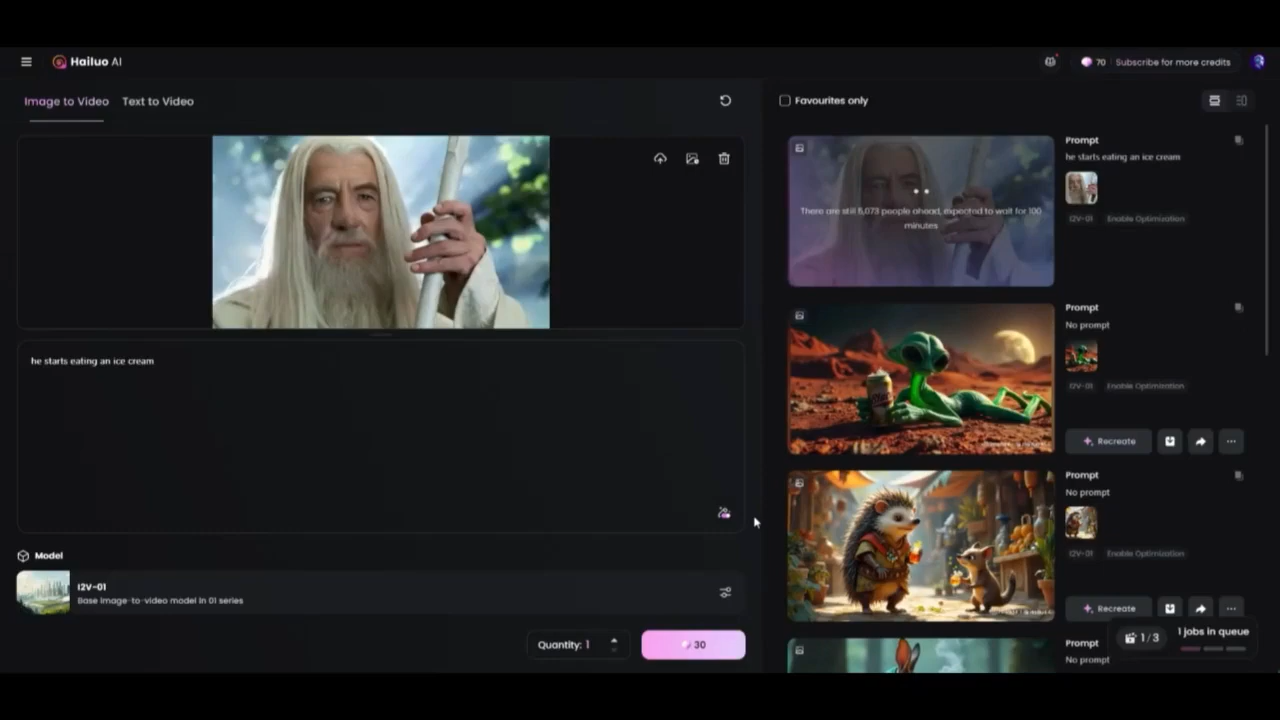 Hailuo AI
70 | Subscribe for more credits
Image to Video
Text to Video
Favourites only
he starts eating an ice cream
Model
I2V-01
Base image-to-video model in 01 series
Quantity: 1
30
There are still 5,073 people ahead, expected to wait for 100
minutes
Prompt
he starts eating an ice cream
I2V-01
Enable Optimization
Prompt
No prompt
I2V-01
Enable Optimization
Recreate
Prompt
No prompt
I2V-01
Enable Optimization
Recreate
Prompt
No prompt
1 / 3
1 jobs in queue